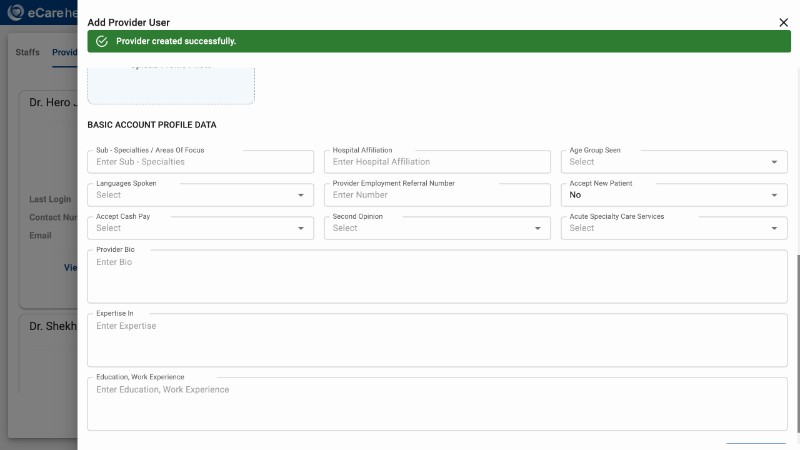 eCare he
Add Provider User
Provider created successfully.
Staffs
Provid
Dr. Hero J
BASIC ACCOUNT PROFILE DATA
Sub - Specialties / Areas Of Focus
Enter Sub - Specialties
Hospital Affiliation
Enter Hospital Affiliation
Age Group Seen
Select
Languages Spoken
Select
Provider Employment Referral Number
Enter Number
Accept New Patient
No
Last Login
Contact Nur
Email
Accept Cash Pay
Select
Second Opinion
Select
Acute Specialty Care Services
Select
Vie
Provider Bio
Enter Bio
Dr. Shekh
Expertise In
Enter Expertise
Education, Work Experience
Enter Education, Work Experience